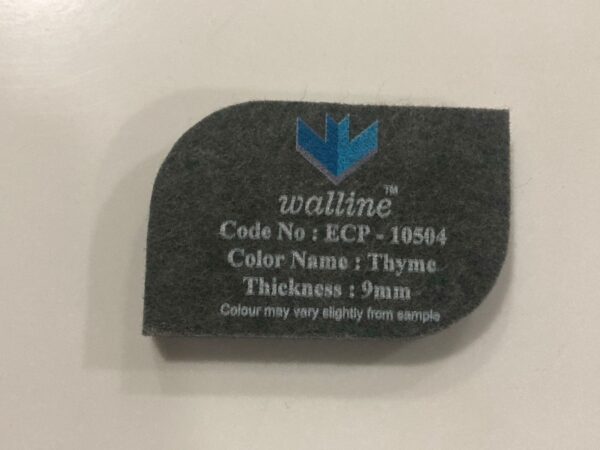 walline™
Code No : ECP - 10504
Color Name : Thyme
Thickness : 9mm
Colour may vary slightly from sample